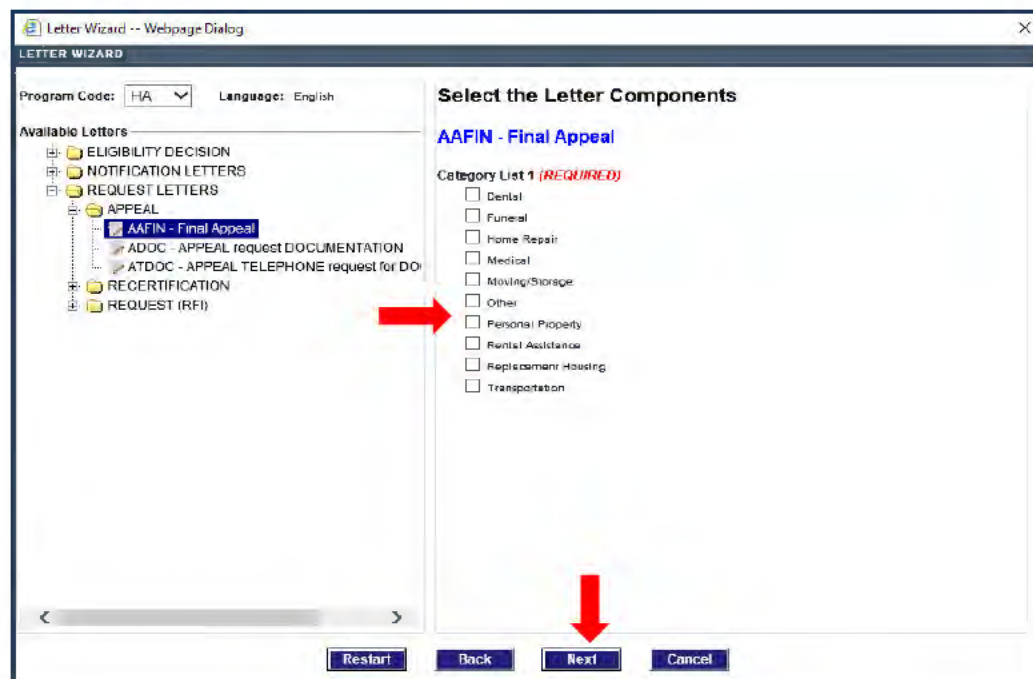 Letter Wizard -- Webpage Dialog
LETTER WIZARD
Program Code: HA Language: English
Available Letters
ELIGIBILITY DECISION
NOTIFICATION LETTERS
REQUEST LETTERS
APPEAL
AAFIN - Final Appeal
ADOC - APPEAL request DOCUMENTATION
ATDOC - APPEAL TELEPHONE request for DO
RECERTIFICATION
REQUEST (RFI)
Select the Letter Components
AAFIN - Final Appeal
Category List 1 (REQUIRED)
Dental
Funeral
Home Repair
Medical
Moving/Storage
Other
Personal Property
Rental Assistance
Replacement Housing
Transportation
Restart Back Next Cancel